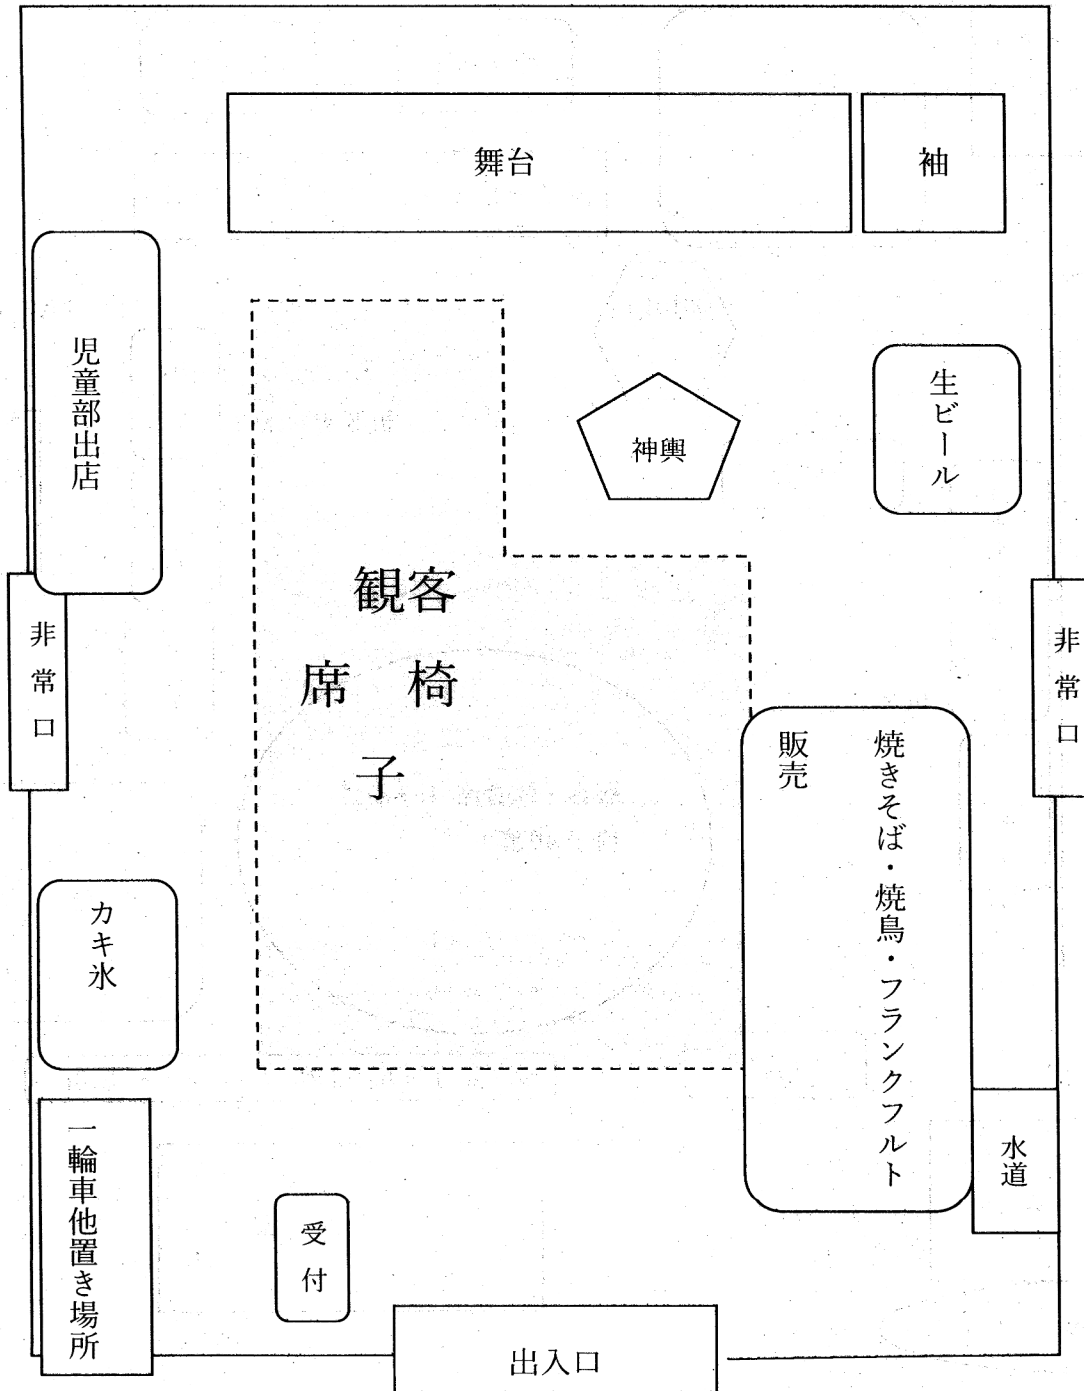 舞台
袖
児童部出店
神輿
生ビール
観客
席　椅
子
非常口
非常口
焼きそば・焼鳥・フランクフルト
販売
カキ氷
一輪車他置き場所
受付
水道
出入口